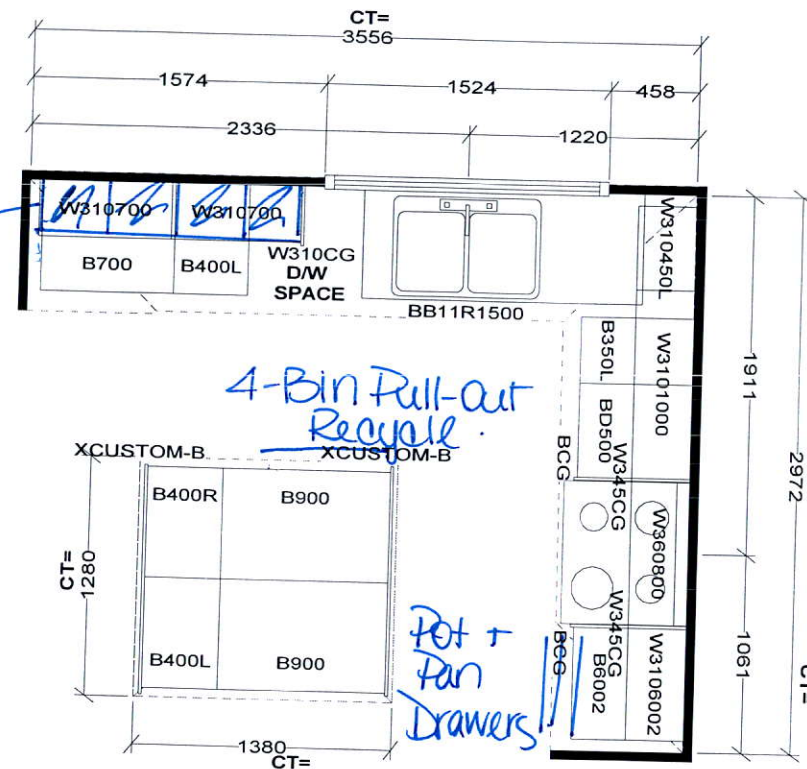 CT=
3556
1574
1524
458
2336
1220
W310700
W310700
B700
B400L
W310CG
D/W
SPACE
BB11R1500
W310450L
B350L
W3101000
BD500
BCG
W345CG
W360800
1911
2972
4-Bin Pull-out
Recycle.
XCUSTOM-B
XCUSTOM-B
B400R
B900
CT=
1280
B400L
B900
Pot +
Pan
Drawers
BCG
W345CG
B6002
W3106002
1061
CT=
1380
CT=